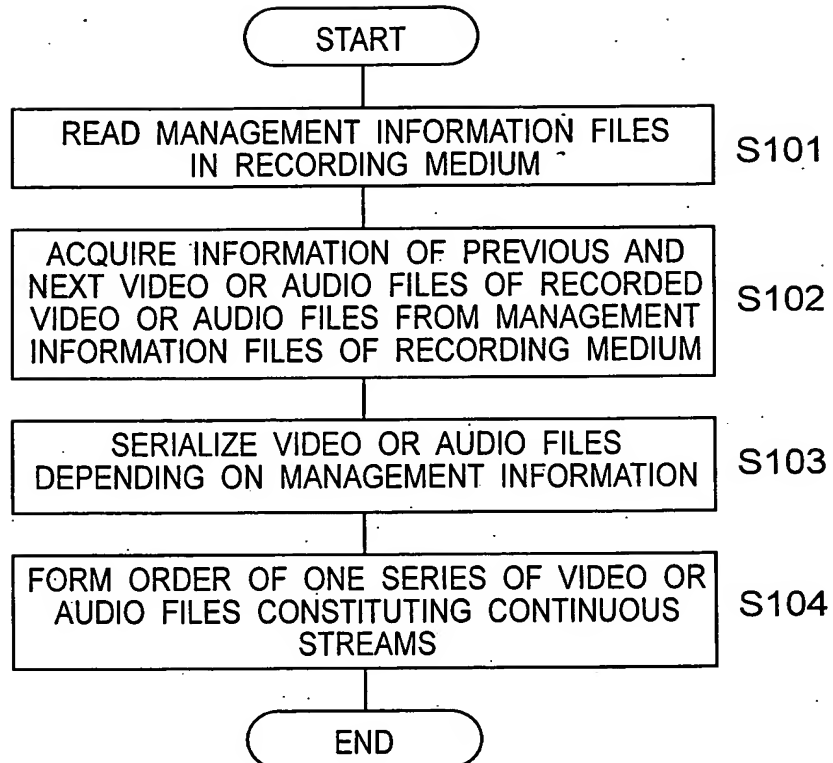 START
READ MANAGEMENT INFORMATION FILES
IN RECORDING MEDIUM
S101
ACQUIRE INFORMATION OF PREVIOUS AND
NEXT VIDEO OR AUDIO FILES OF RECORDED
VIDEO OR AUDIO FILES FROM MANAGEMENT
INFORMATION FILES OF RECORDING MEDIUM
S102
SERIALIZE VIDEO OR AUDIO FILES
DEPENDING ON MANAGEMENT INFORMATION
S103
FORM ORDER OF ONE SERIES OF VIDEO OR
AUDIO FILES CONSTITUTING CONTINUOUS
STREAMS
S104
END